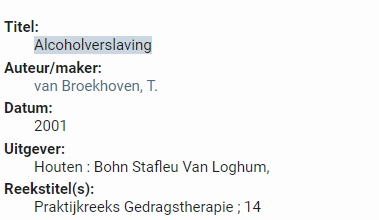 Titel:
Alcoholverslaving
Auteur/maker:
van Broekhoven, T.
Datum:
2001
Uitgever:
Houten : Bohn Stafleu Van Loghum,
Reekstitel(s):
Praktijkreeks Gedragstherapie ; 14